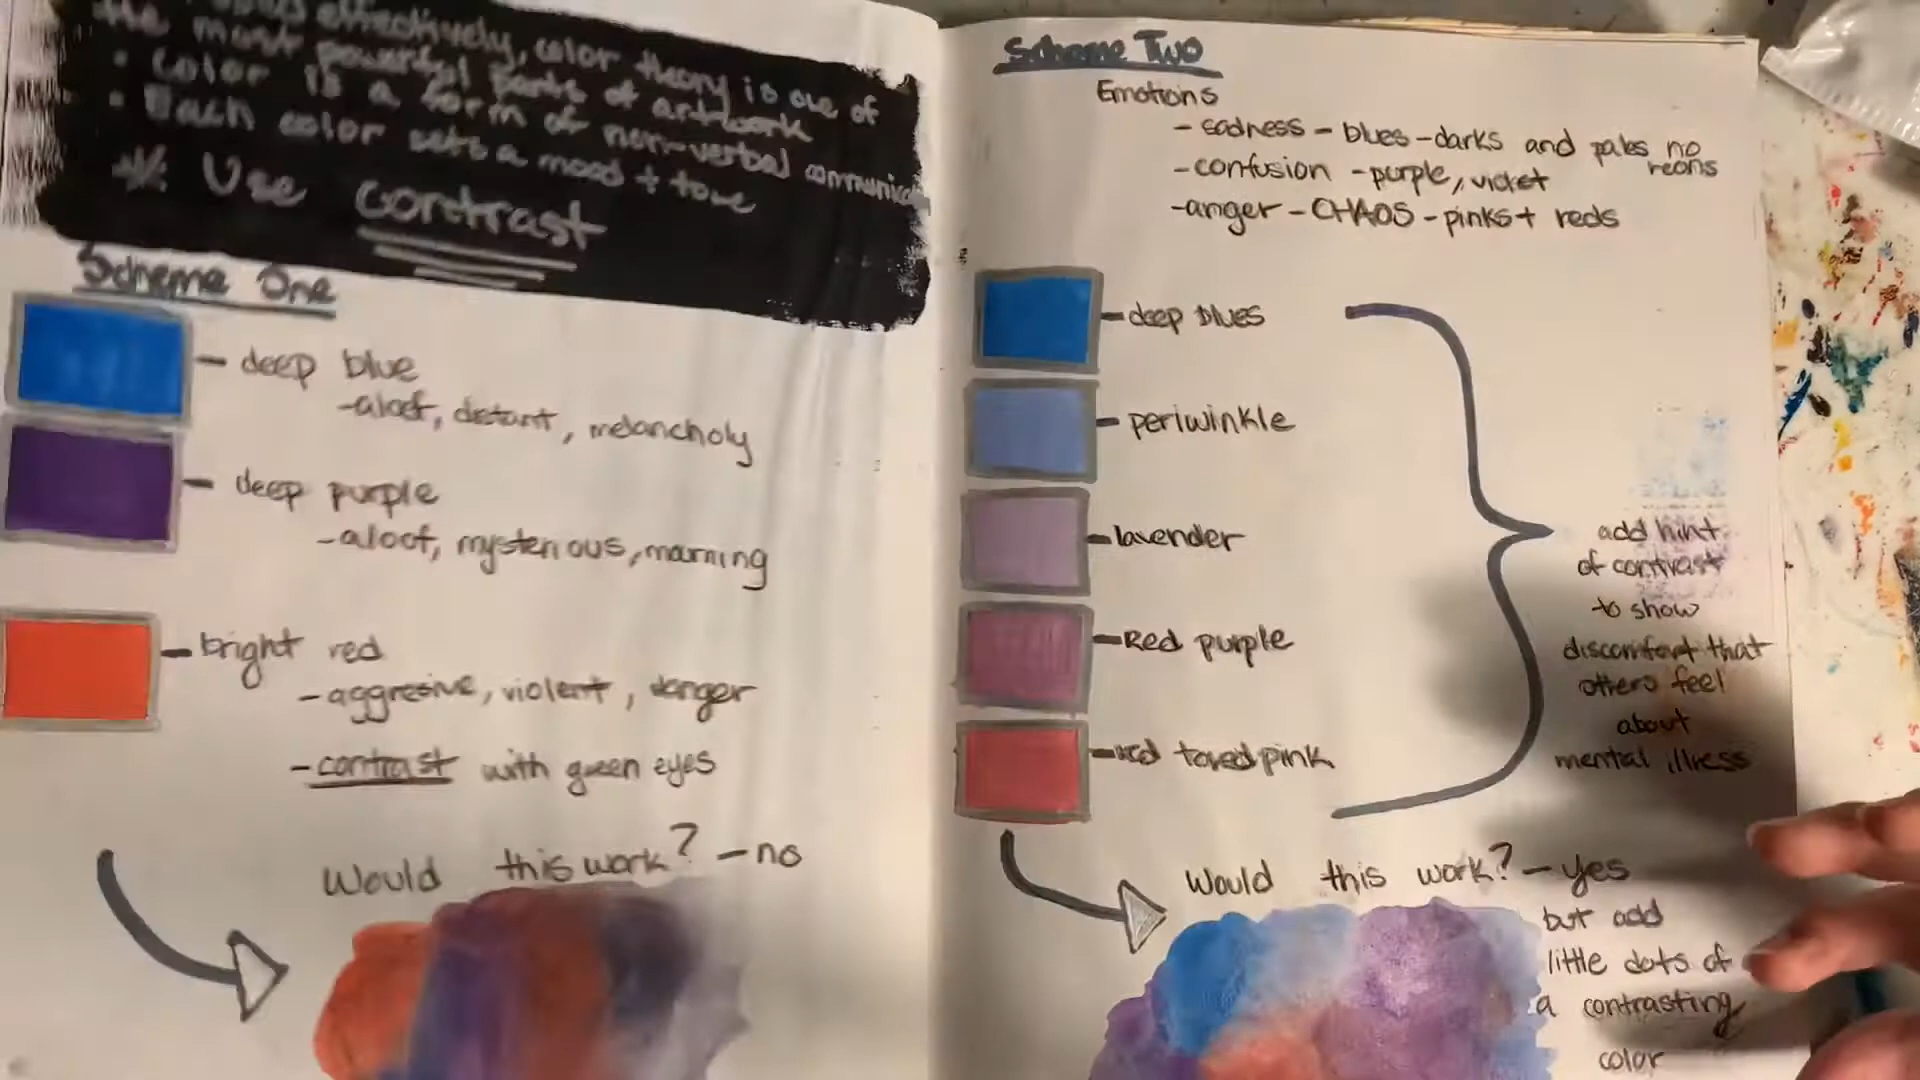 effectively, color theory is one of
the most powerful parts of artwork
• Color is a form of non-verbal
• Each color sets a mood + tone
* Use contrast
Scheme One
- deep blue
-aloof, distant, melancholy
- deep purple
-aloof, mysterious, mourning
- bright red
-aggresive, violent, danger
-contrast with green eyes
Would this work? - no
Scheme Two
Emotions
- sadness - blues - darks and pales no
- confusion - purple, violet
-anger - CHAOS - pinks + reds
-deep blues
-periwinkle
-lavender
-Red purple
-red toned pink
add hint
of contrast
to show
discomfort that
others feel
about
mental illness
Would this work? - yes
but add
little dots of
a contrasting
color